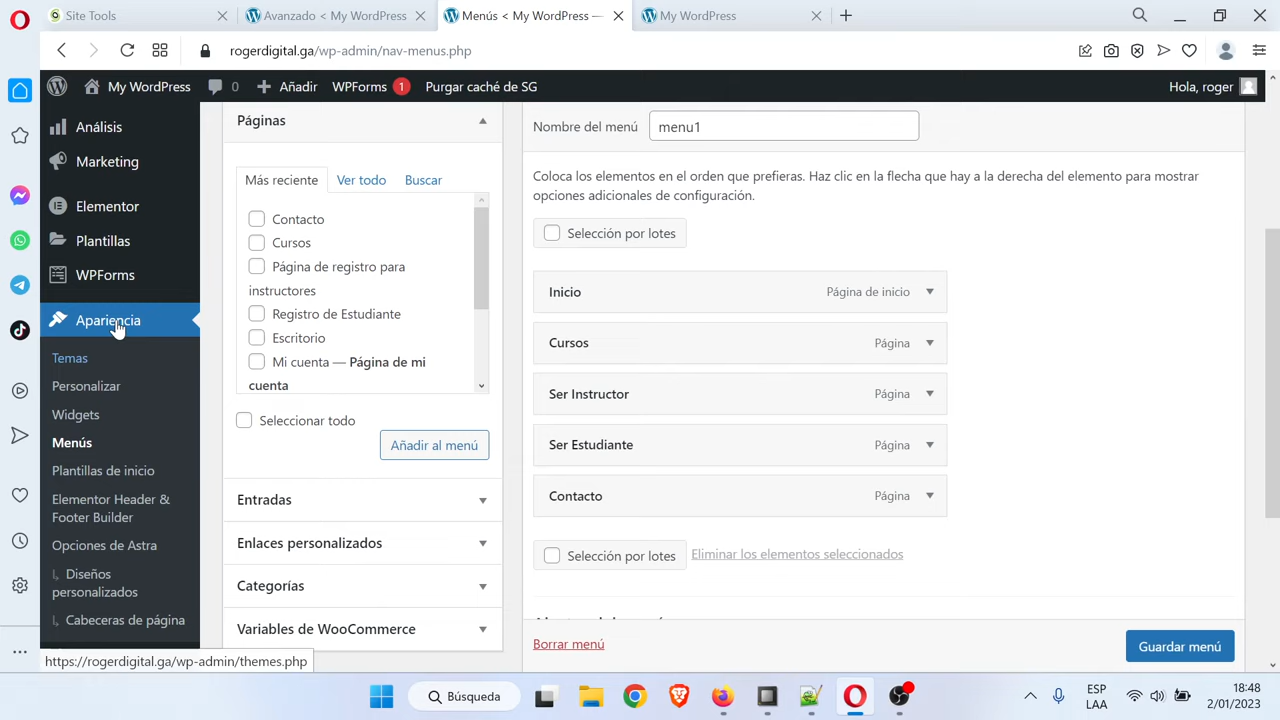 Site Tools
Avanzado < My WordPress
Menús < My WordPress —
My WordPress
rogerdigital.ga/wp-admin/nav-menus.php
My WordPress
0
Añadir
WPForms
1
Purgar caché de SG
Hola, roger
Análisis
Marketing
Elementor
Plantillas
WPForms
Apariencia
Temas
Personalizar
Widgets
Menús
Plantillas de inicio
Elementor Header &
Footer Builder
Opciones de Astra
Diseños
personalizados
Cabeceras de página
https://rogerdigital.ga/wp-admin/themes.php
Páginas
Más reciente
Ver todo
Buscar
Contacto
Cursos
Página de registro para
instructores
Registro de Estudiante
Escritorio
Mi cuenta — Página de mi
cuenta
Seleccionar todo
Añadir al menú
Entradas
Enlaces personalizados
Categorías
Variables de WooCommerce
Nombre del menú
menu1
Coloca los elementos en el orden que prefieras. Haz clic en la flecha que hay a la derecha del elemento para mostrar
opciones adicionales de configuración.
Selección por lotes
Inicio
Página de inicio
Cursos
Página
Ser Instructor
Página
Ser Estudiante
Página
Contacto
Página
Selección por lotes
Eliminar los elementos seleccionados
Borrar menú
Guardar menú
Búsqueda
ESP
LAA
18:48
2/01/2023